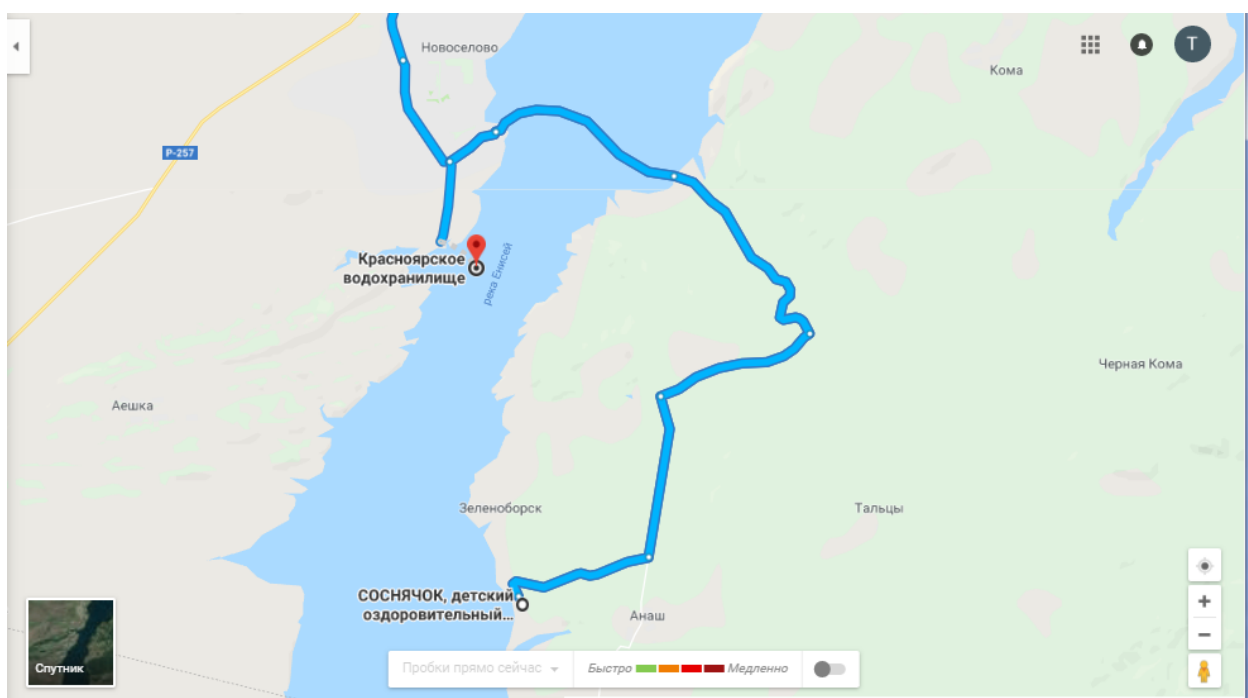 Новоселово
Кома
T
P-257
Красноярское
водохранилище
река Енисей
Черная Кома
Аешка
Зеленоборск
Тальцы
СОСНЯЧОК, детский
оздоровительный...
Анаш
Спутник
Пробки прямо сейчас
Быстро
Медленно